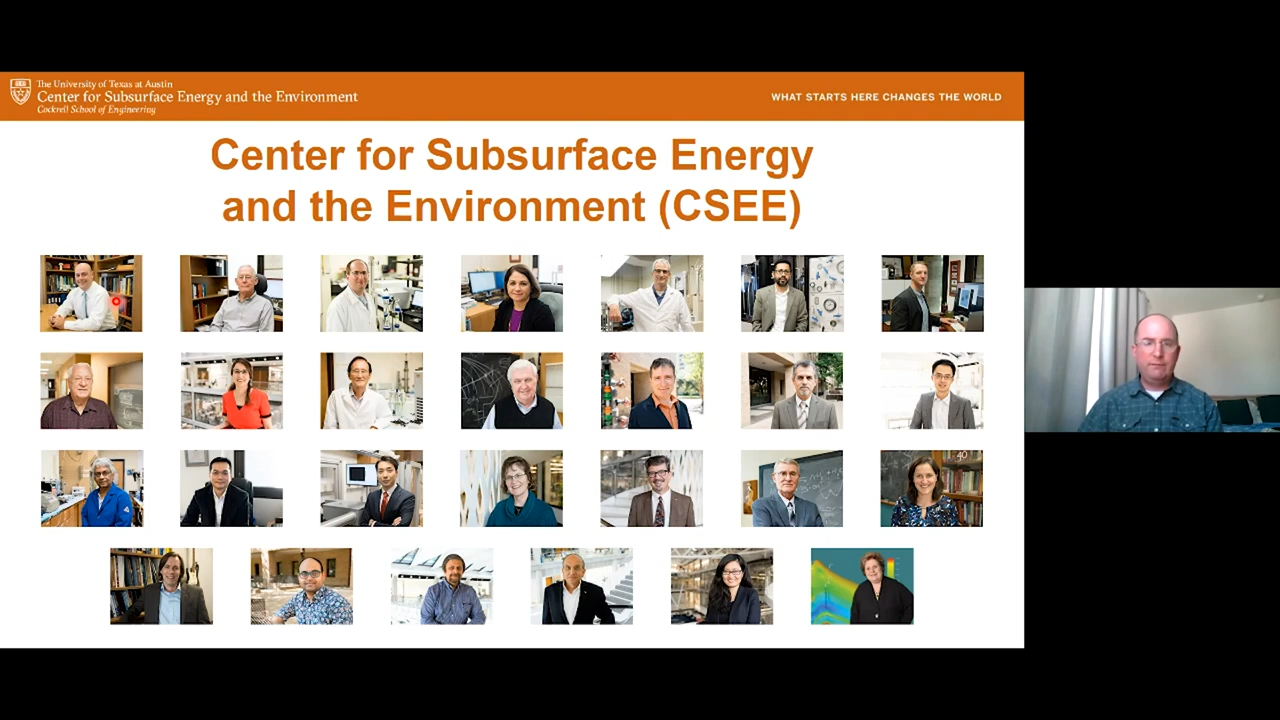 The University of Texas at Austin
Center for Subsurface Energy and the Environment
Cockrell School of Engineering
WHAT STARTS HERE CHANGES THE WORLD
Center for Subsurface Energy
and the Environment (CSEE)
40